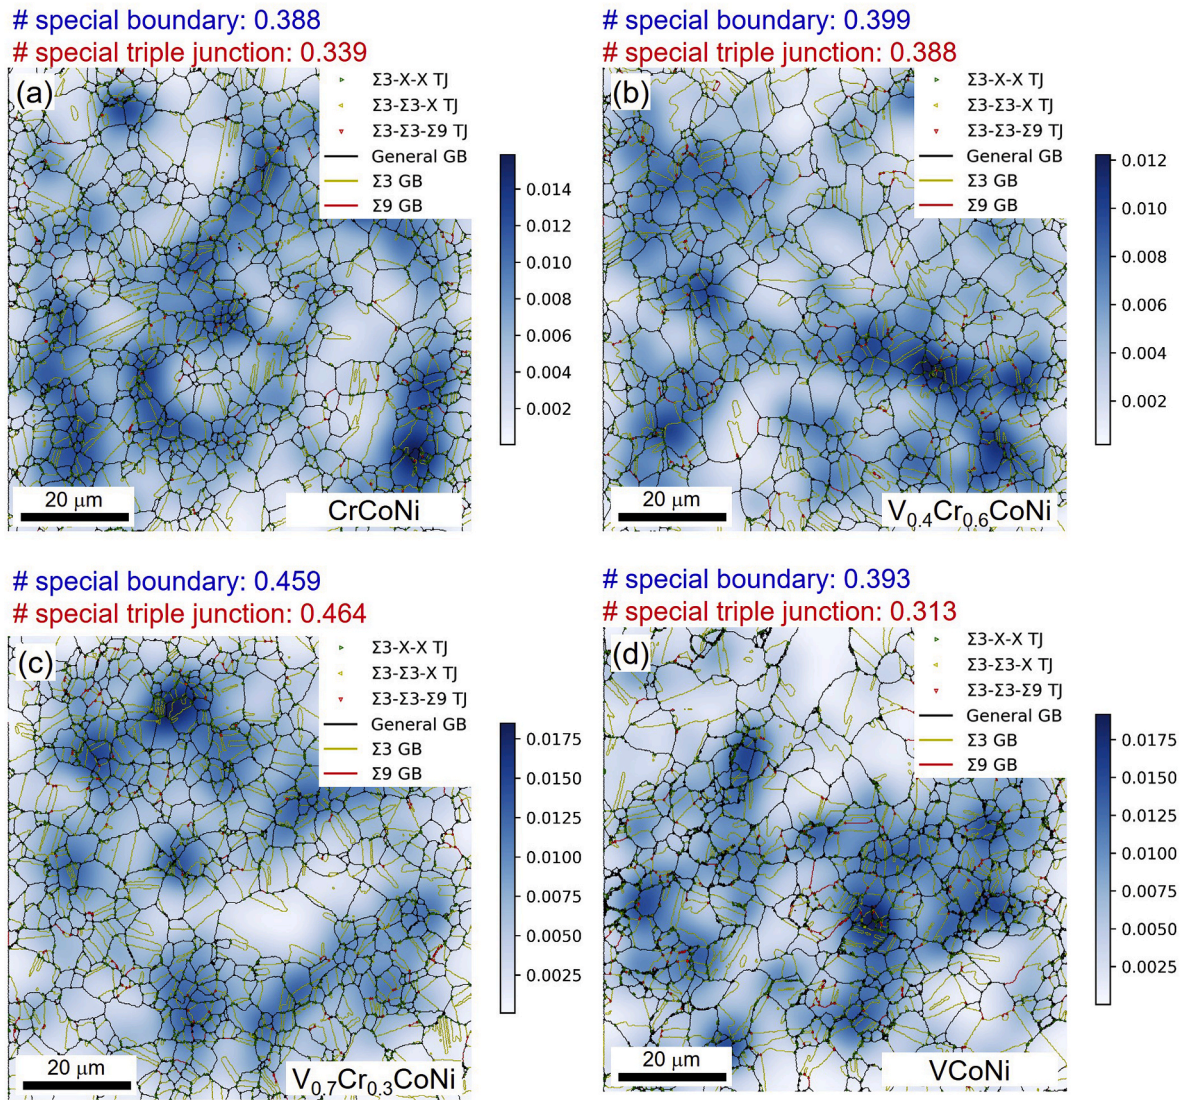 # special boundary: 0.388
# special triple junction: 0.339
(a)
Σ3-X-X TJ
Σ3-Σ3-X TJ
Σ3-Σ3-Σ9 TJ
General GB
Σ3 GB
Σ9 GB
0.014
0.012
0.010
0.008
0.006
0.004
0.002
20 μm
CrCoNi
# special boundary: 0.399
# special triple junction: 0.388
(b)
Σ3-X-X TJ
Σ3-Σ3-X TJ
Σ3-Σ3-Σ9 TJ
General GB
Σ3 GB
Σ9 GB
0.012
0.010
0.008
0.006
0.004
0.002
20 μm
V0.4Cr0.6CoNi
# special boundary: 0.459
# special triple junction: 0.464
(c)
Σ3-X-X TJ
Σ3-Σ3-X TJ
Σ3-Σ3-Σ9 TJ
General GB
Σ3 GB
Σ9 GB
0.0175
0.0150
0.0125
0.0100
0.0075
0.0050
0.0025
20 μm
V0.7Cr0.3CoNi
# special boundary: 0.393
# special triple junction: 0.313
(d)
Σ3-X-X TJ
Σ3-Σ3-X TJ
Σ3-Σ3-Σ9 TJ
General GB
Σ3 GB
Σ9 GB
0.0175
0.0150
0.0125
0.0100
0.0075
0.0050
0.0025
20 μm
VCoNi